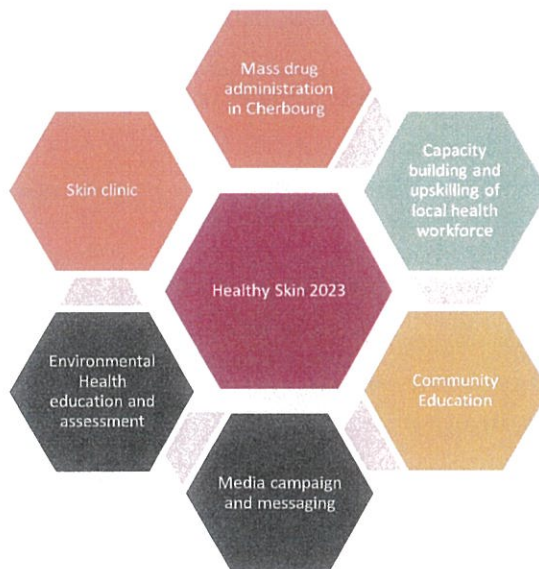 Mass drug
administration
in Cherbourg
Capacity
building and
upskilling of
local health
workforce
Skin clinic
Healthy Skin 2023
Environmental
Health
education and
assessment
Community
Education
Media campaign
and messaging